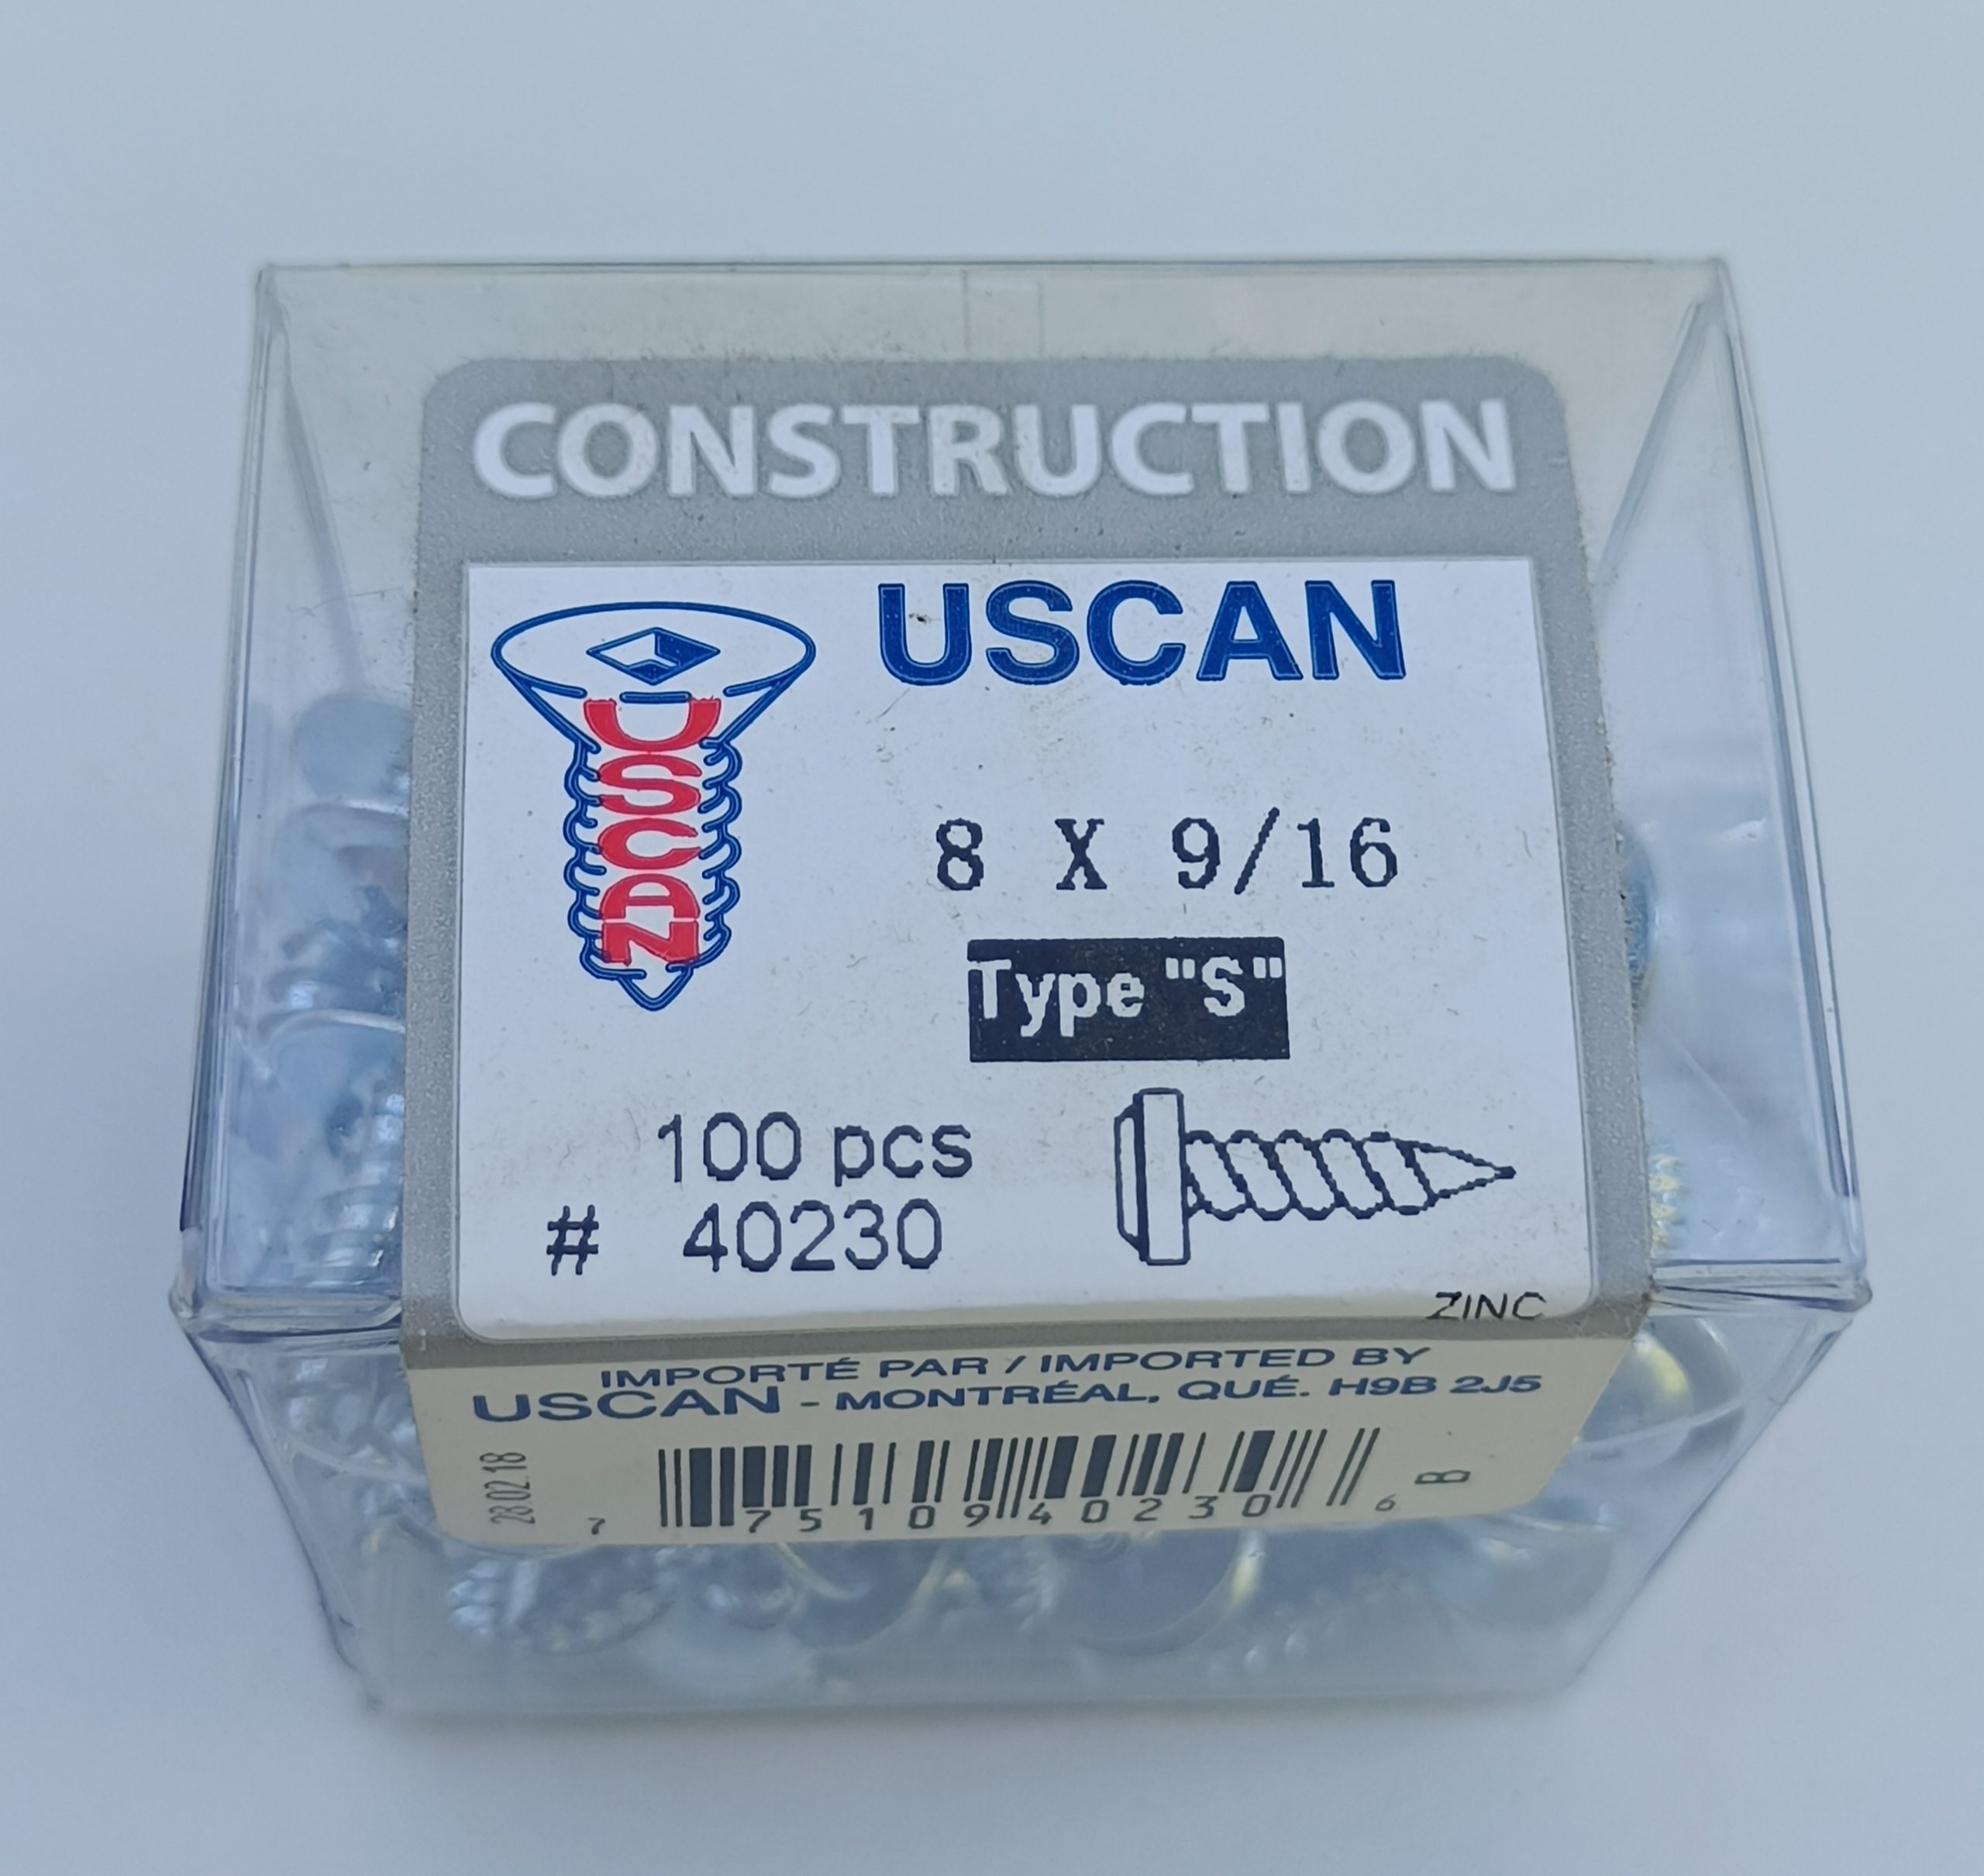 CONSTRUCTION
USCAN
USCAN
8 X 9/16
Type "S"
100 pcs
# 40230
ZINC
IMPORTÉ PAR / IMPORTED BY
USCAN - MONTRÉAL, QUÉ. H9B 2J5
28.02.18
7 75109 40230 6
B